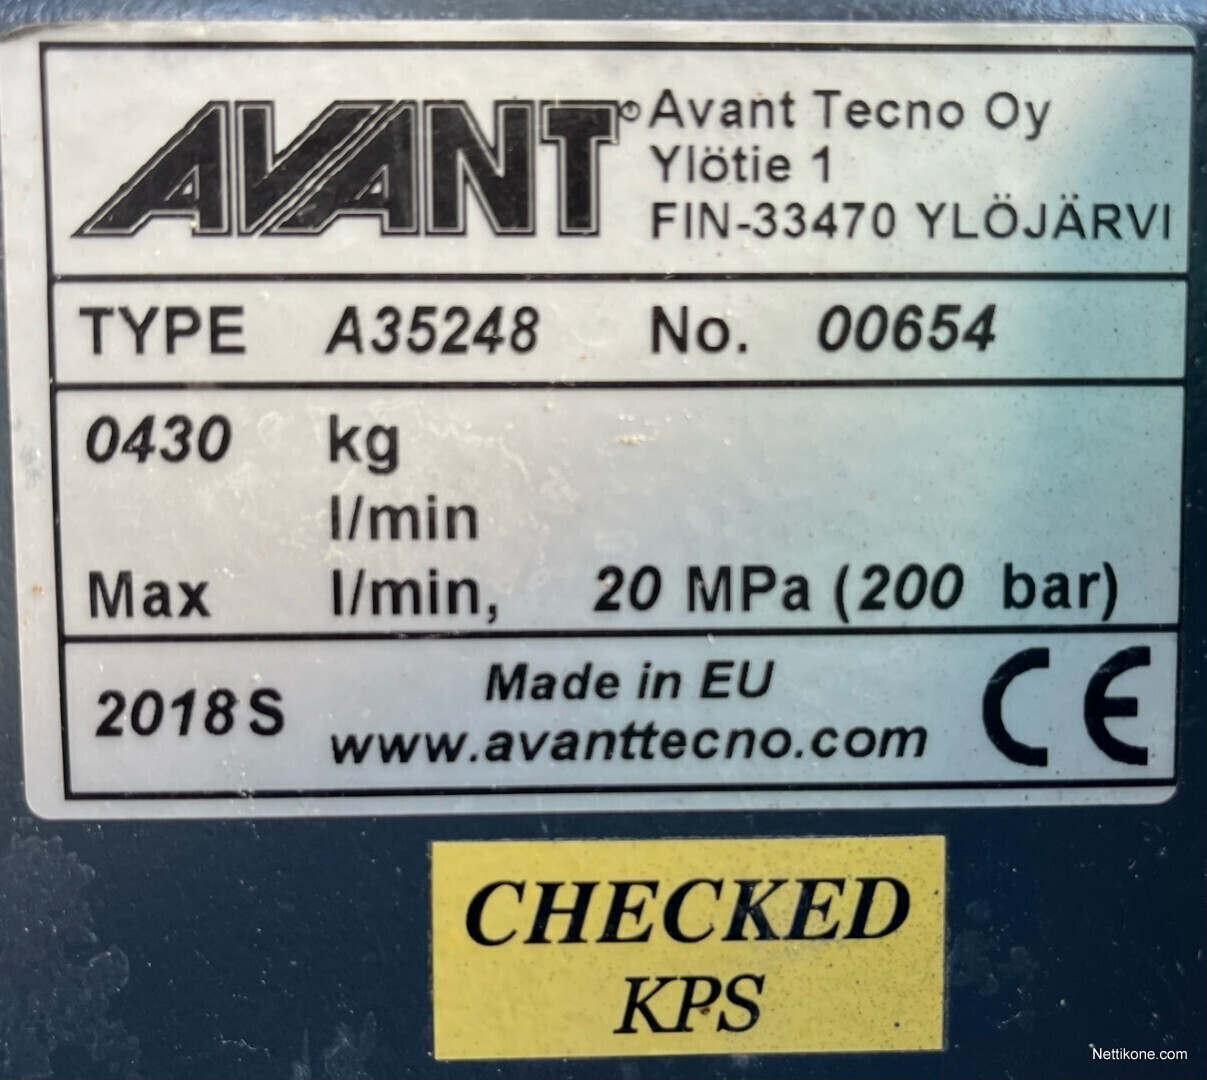 AVANT® Avant Tecno Oy
Ylötie 1
FIN-33470 YLÖJÄRVI
TYPE A35248 No. 00654
0430 kg
l/min
Max l/min, 20 MPa (200 bar)
2018 S Made in EU
www.avanttecno.com CE
CHECKED
KPS
Nettikone.com